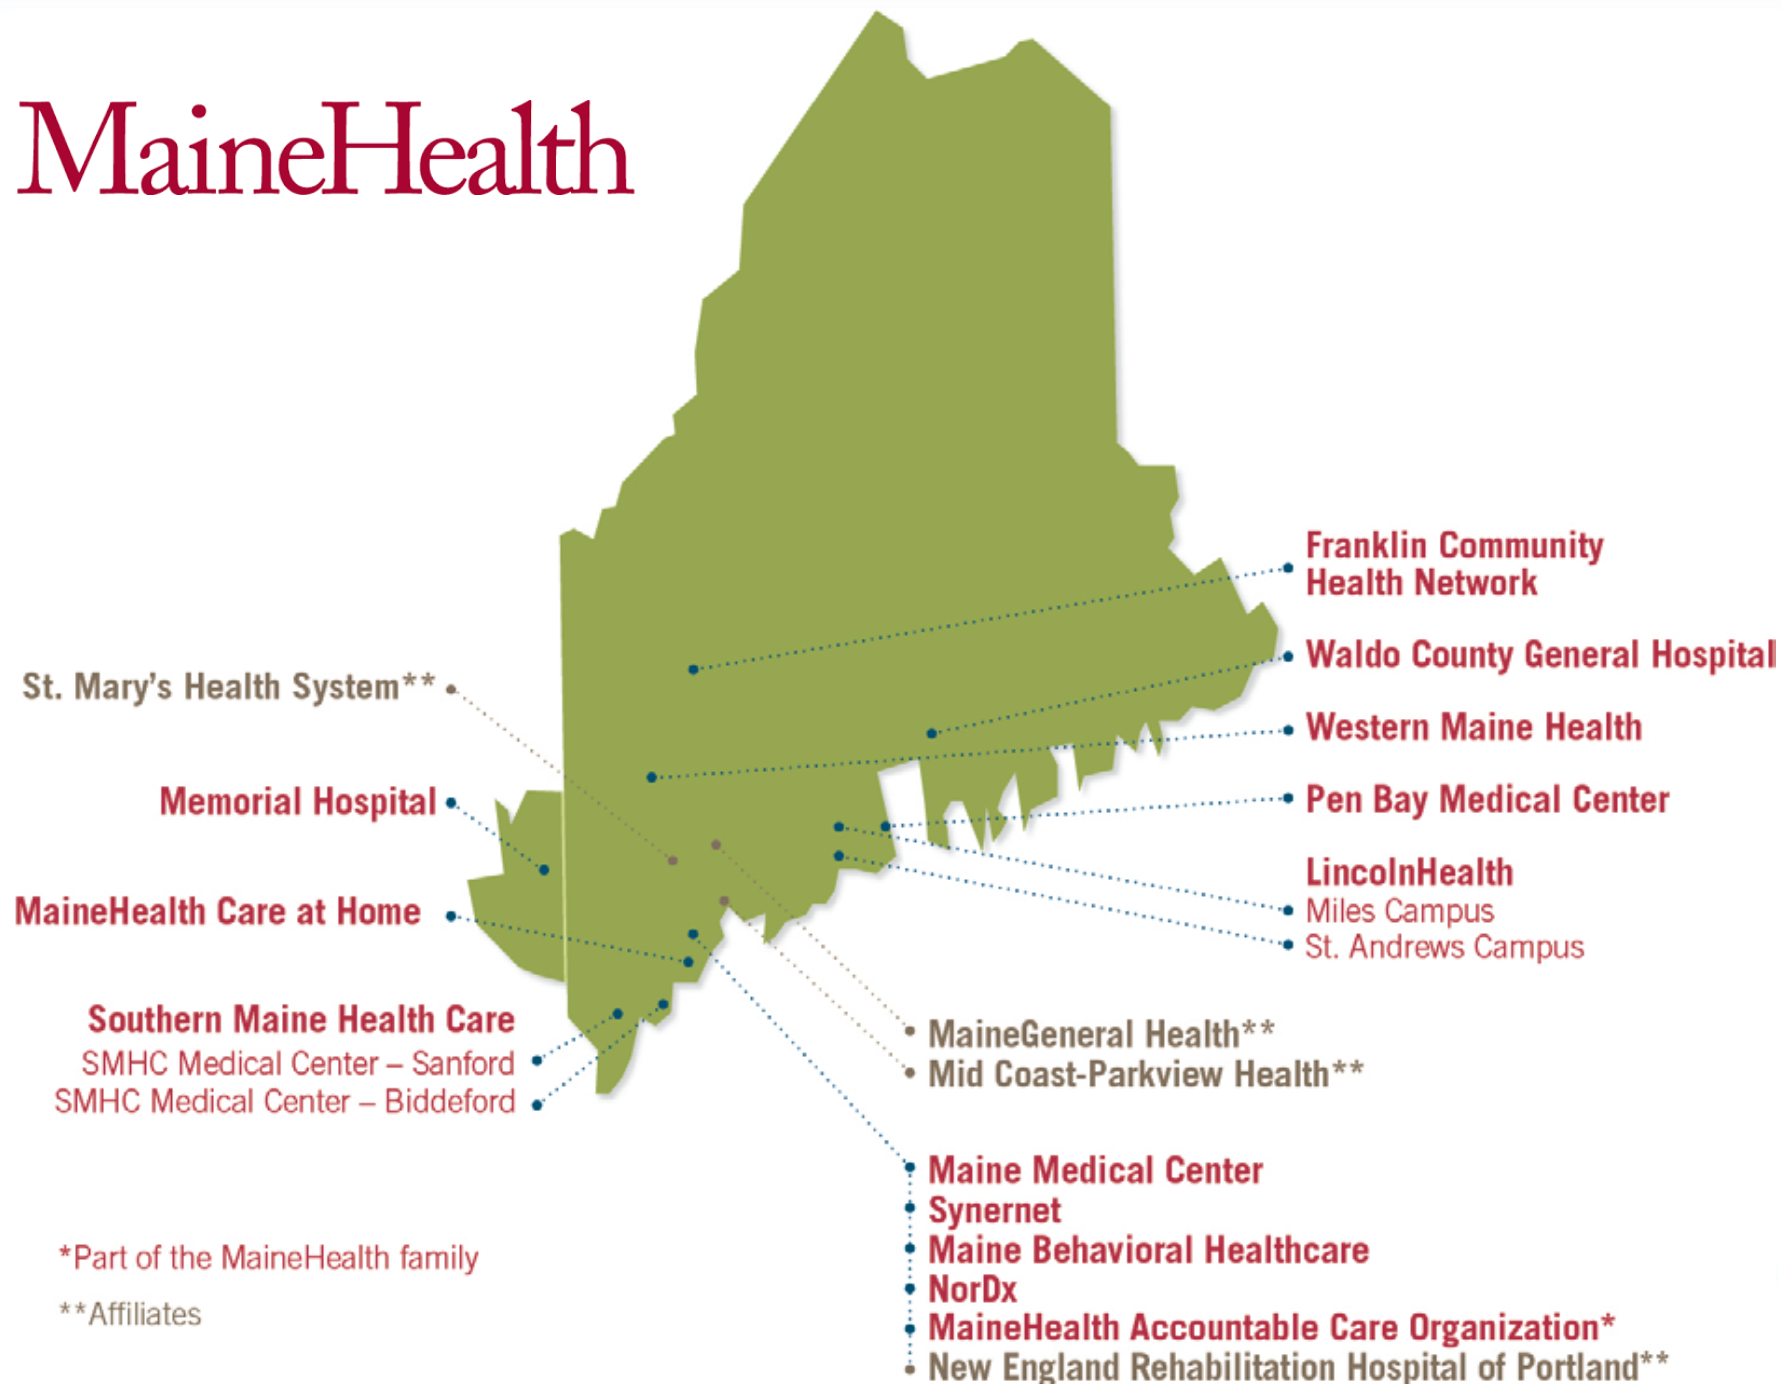 MaineHealth
Franklin Community
Health Network
Waldo County General Hospital
St. Mary’s Health System**
Western Maine Health
Memorial Hospital
Pen Bay Medical Center
LincolnHealth
Miles Campus
St. Andrews Campus
MaineHealth Care at Home
Southern Maine Health Care
SMHC Medical Center – Sanford
SMHC Medical Center – Biddeford
MaineGeneral Health**
Mid Coast-Parkview Health**
Maine Medical Center
Synernet
Maine Behavioral Healthcare
NorDx
MaineHealth Accountable Care Organization*
New England Rehabilitation Hospital of Portland**
*Part of the MaineHealth family
**Affiliates